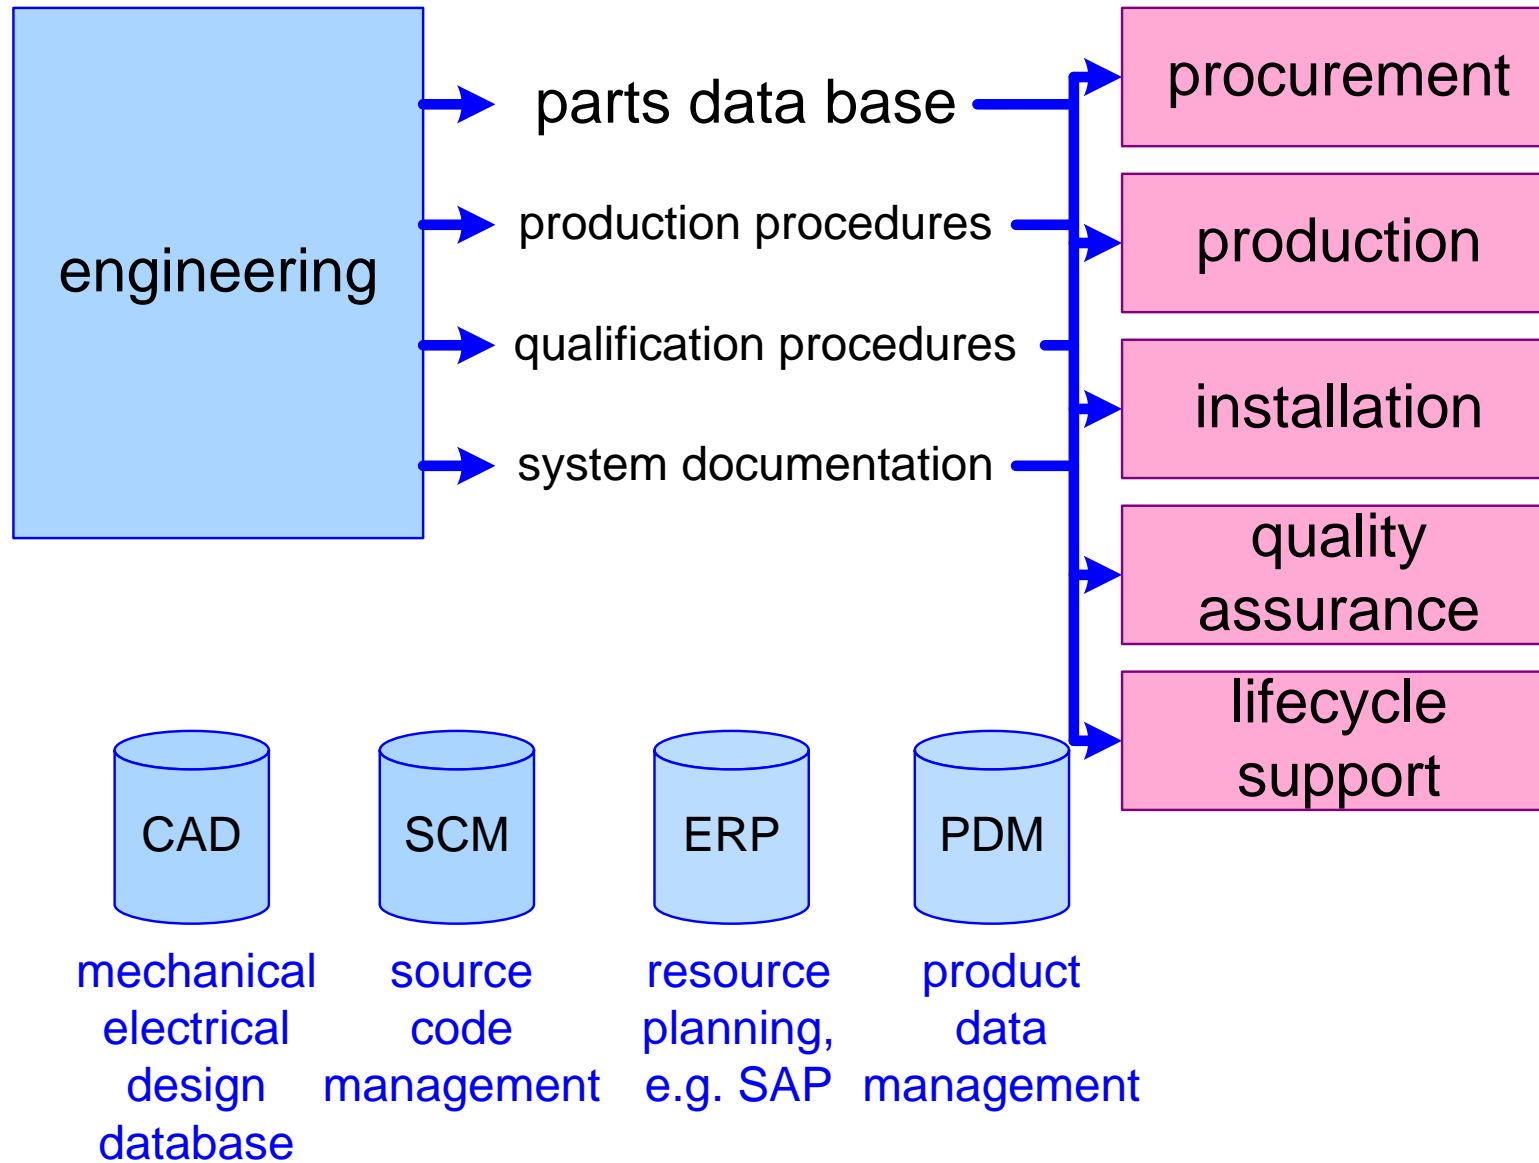 engineering
parts data base
production procedures
qualification procedures
system documentation
procurement
production
installation
quality
assurance
lifecycle
support
CAD
mechanical
electrical
design
database
SCM
source
code
management
ERP
resource
planning,
e.g. SAP
PDM
product
data
management